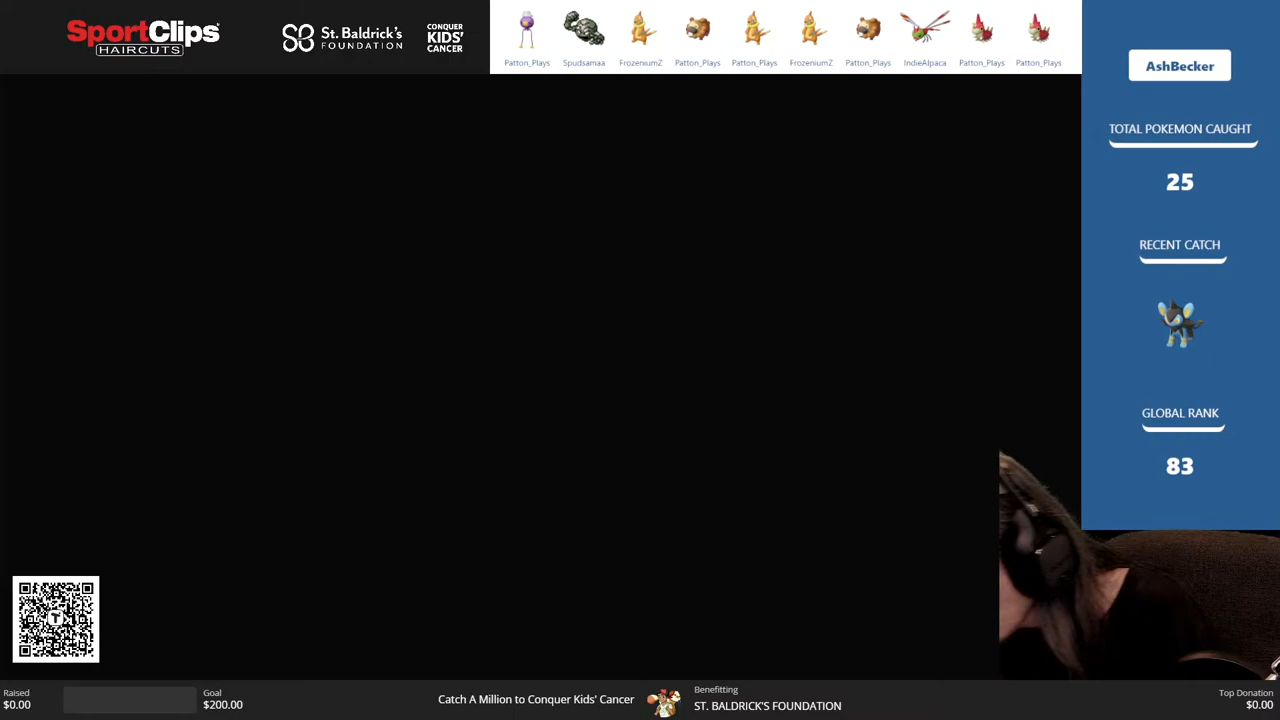 SportClips
HAIRCUTS
St. Baldrick's
FOUNDATION
CONQUER
KIDS'
CANCER
Patton_Plays
Spudsamaa
FrozeniumZ
Patton_Plays
Patton_Plays
FrozeniumZ
Patton_Plays
IndieAlpaca
Patton_Plays
Patton_Plays
AshBecker
TOTAL POKEMON CAUGHT
25
RECENT CATCH
GLOBAL RANK
83
Raised
$0.00
Goal
$200.00
Catch A Million to Conquer Kids' Cancer
Benefitting
ST. BALDRICK'S FOUNDATION
Top Donation
$0.00